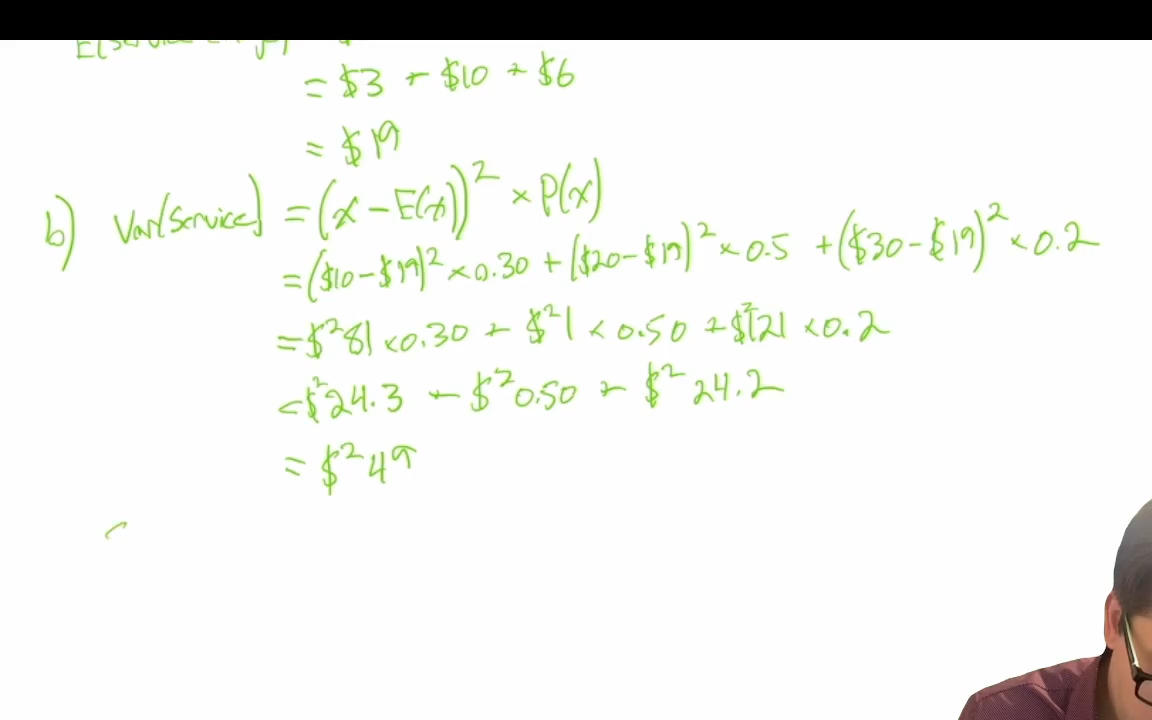 = $3 + $10 + $6
= $19
b) Var[Service] = (x - E(x))² × P(x)
= ($10 - $19)² × 0.30 + ($20 - $19)² × 0.5 + ($30 - $19)² × 0.2
= $²81 × 0.30 + $²1 × 0.50 + $²121 × 0.2
= $²24.3 + $²0.50 + $²24.2
= $²49